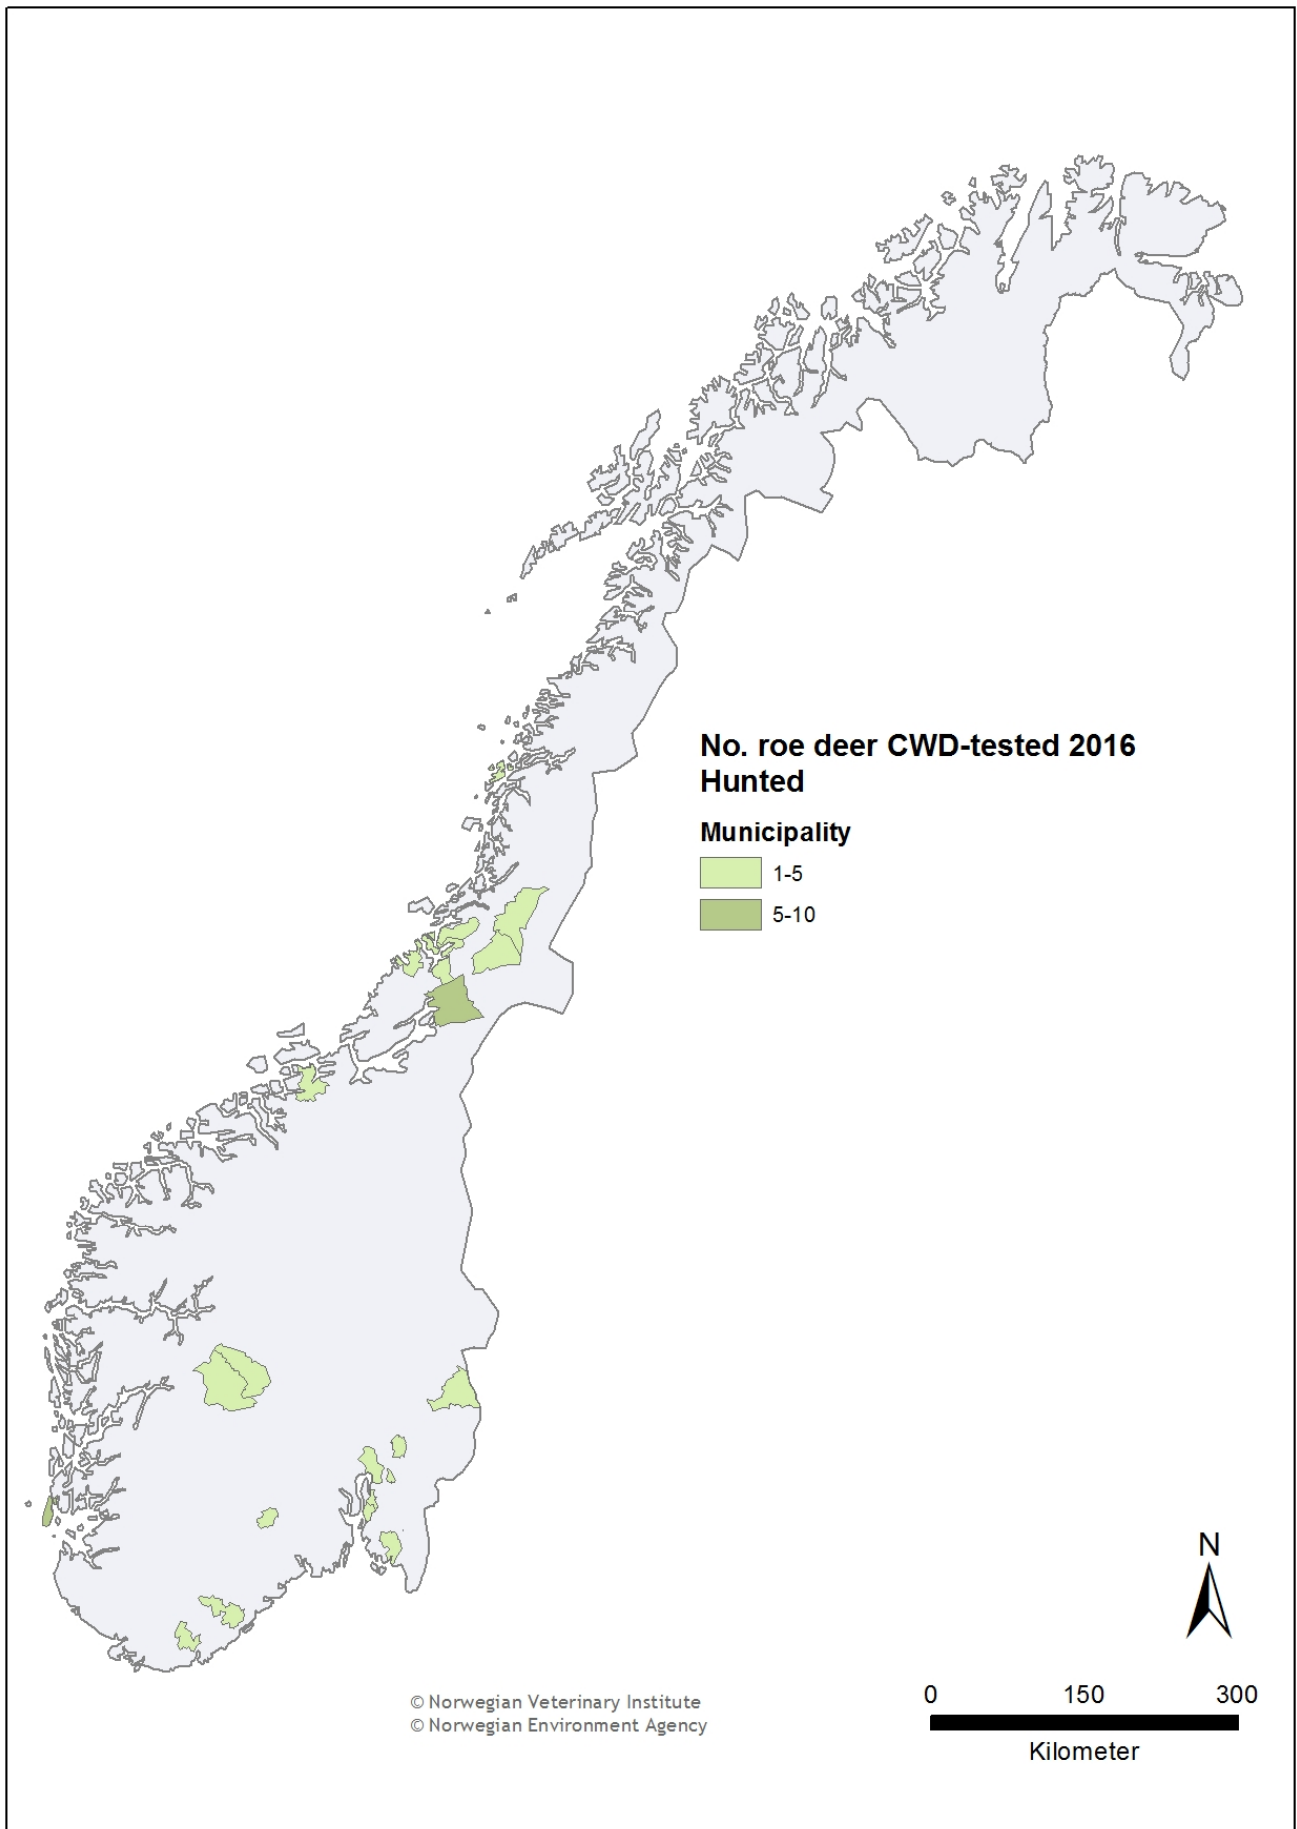 No. roe deer CWD-tested 2016
Hunted
Municipality
1-5
5-10
N
© Norwegian Veterinary Institute
© Norwegian Environment Agency
0 150 300
Kilometer